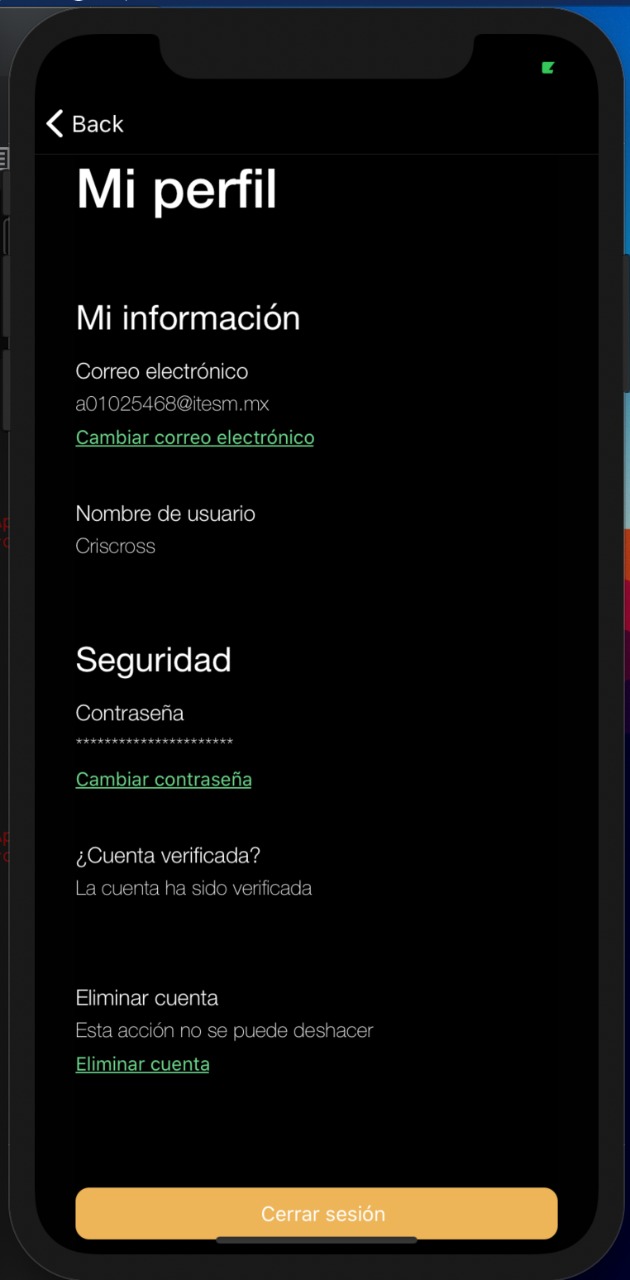 Back
Mi perfil
Mi información
Correo electrónico
a01025468@itesm.mx
Cambiar correo electrónico
Nombre de usuario
Criscross
Seguridad
Contraseña
**********************
Cambiar contraseña
¿Cuenta verificada?
La cuenta ha sido verificada
Eliminar cuenta
Esta acción no se puede deshacer
Eliminar cuenta
Cerrar sesión